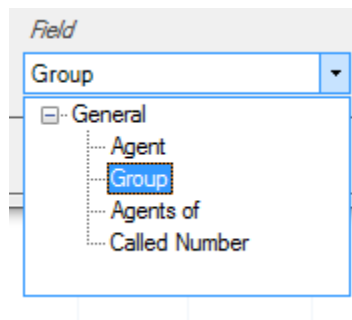 Field
Group
General
Agent
Group
Agents of
Called Number